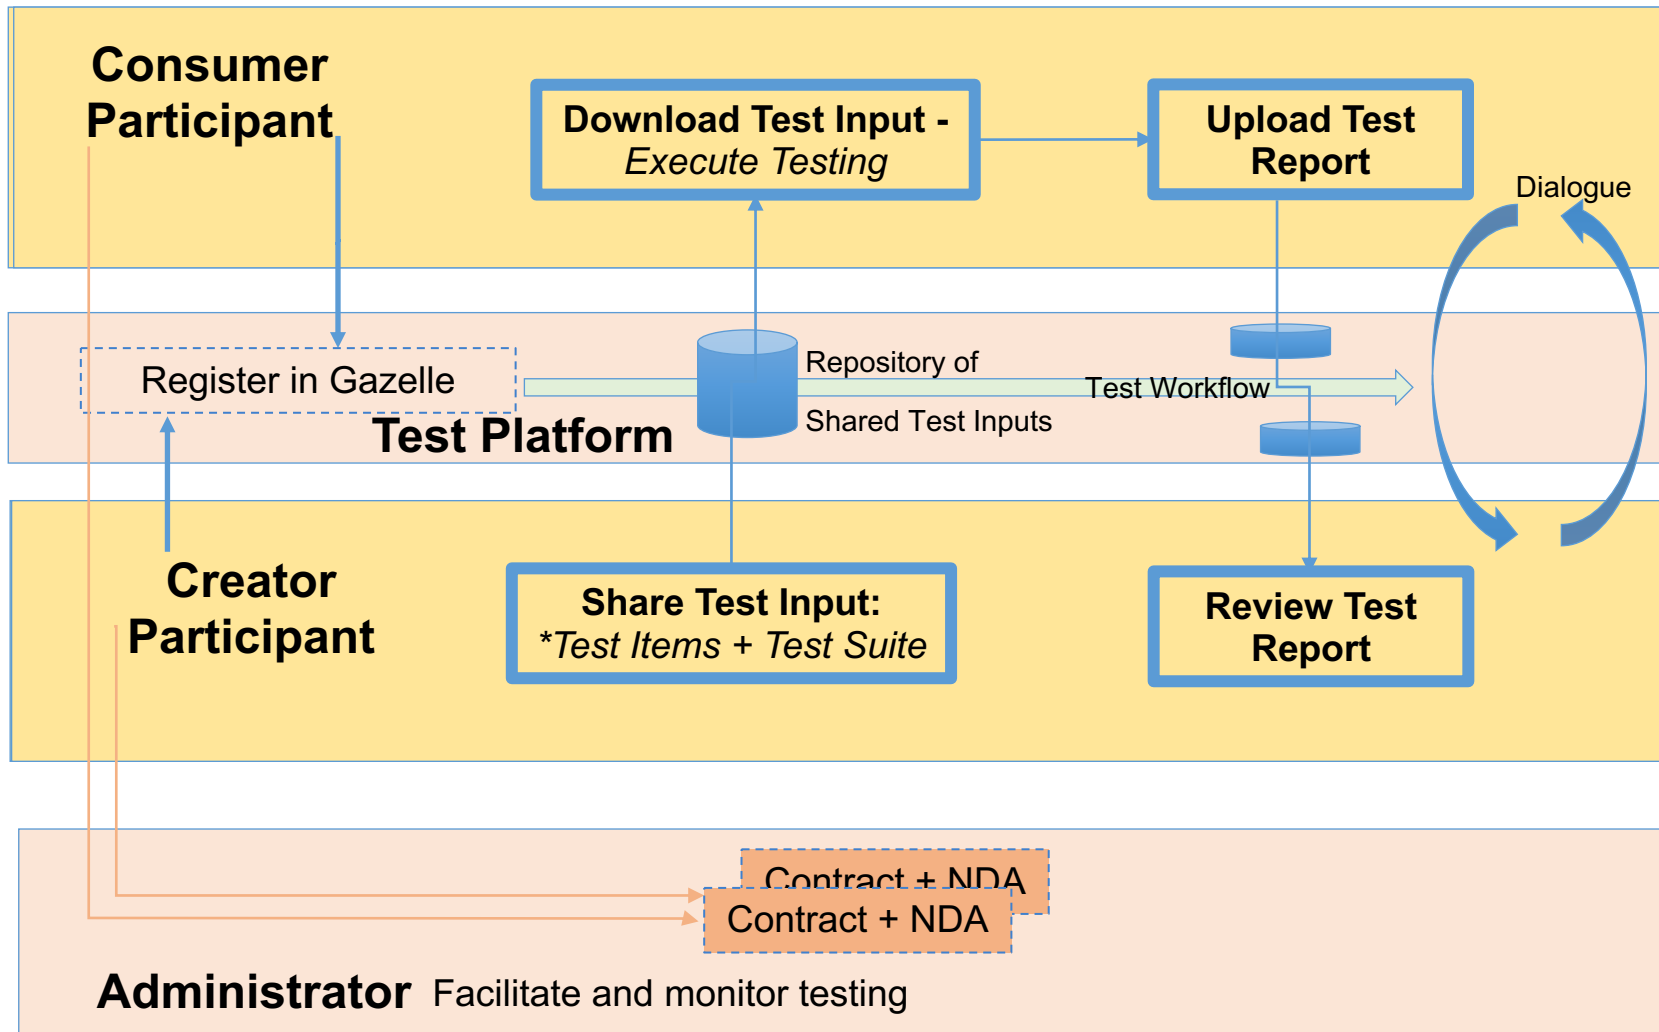 Consumer
Participant
Download Test Input -
Execute Testing
Upload Test
Report
Dialogue
Register in Gazelle
Test Platform
Repository of
Shared Test Inputs
Test Workflow
Creator
Participant
Share Test Input:
*Test Items + Test Suite
Review Test
Report
Contract + NDA
Contract + NDA
Administrator Facilitate and monitor testing